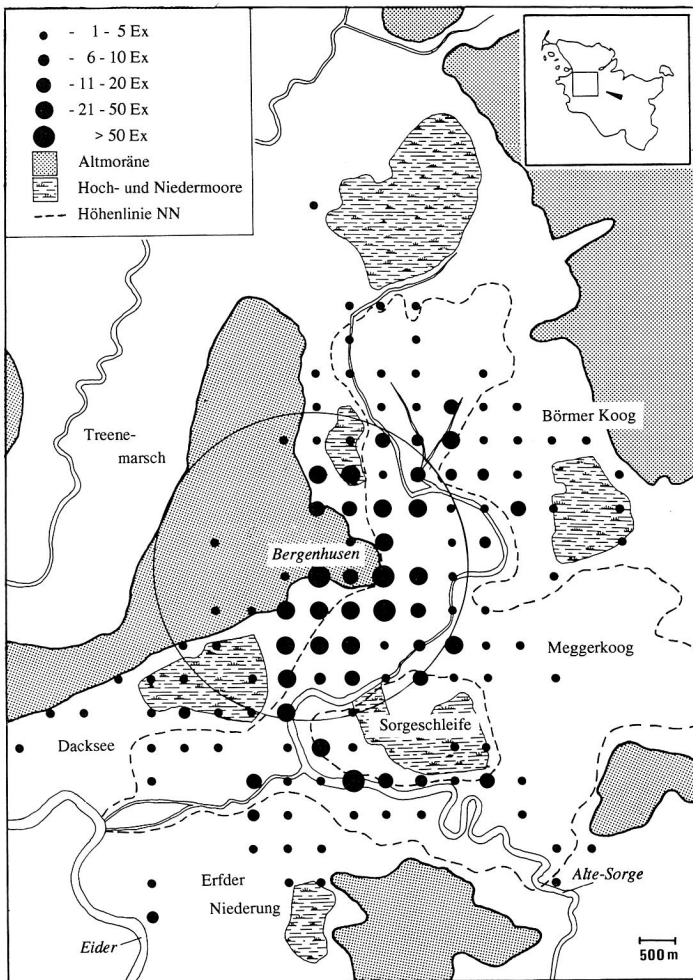 - 1 - 5 Ex
- 6 - 10 Ex
- 11 - 20 Ex
- 21 - 50 Ex
> 50 Ex
Altmoräne
Hoch- und Niedermoore
Höhenlinie NN
Börmer Koog
Treene-
marsch
Bergenhusen
Meggerkoog
Sorgeschleife
Dacksee
Erfder
Niederung
Alte-Sorge
Eider
500 m